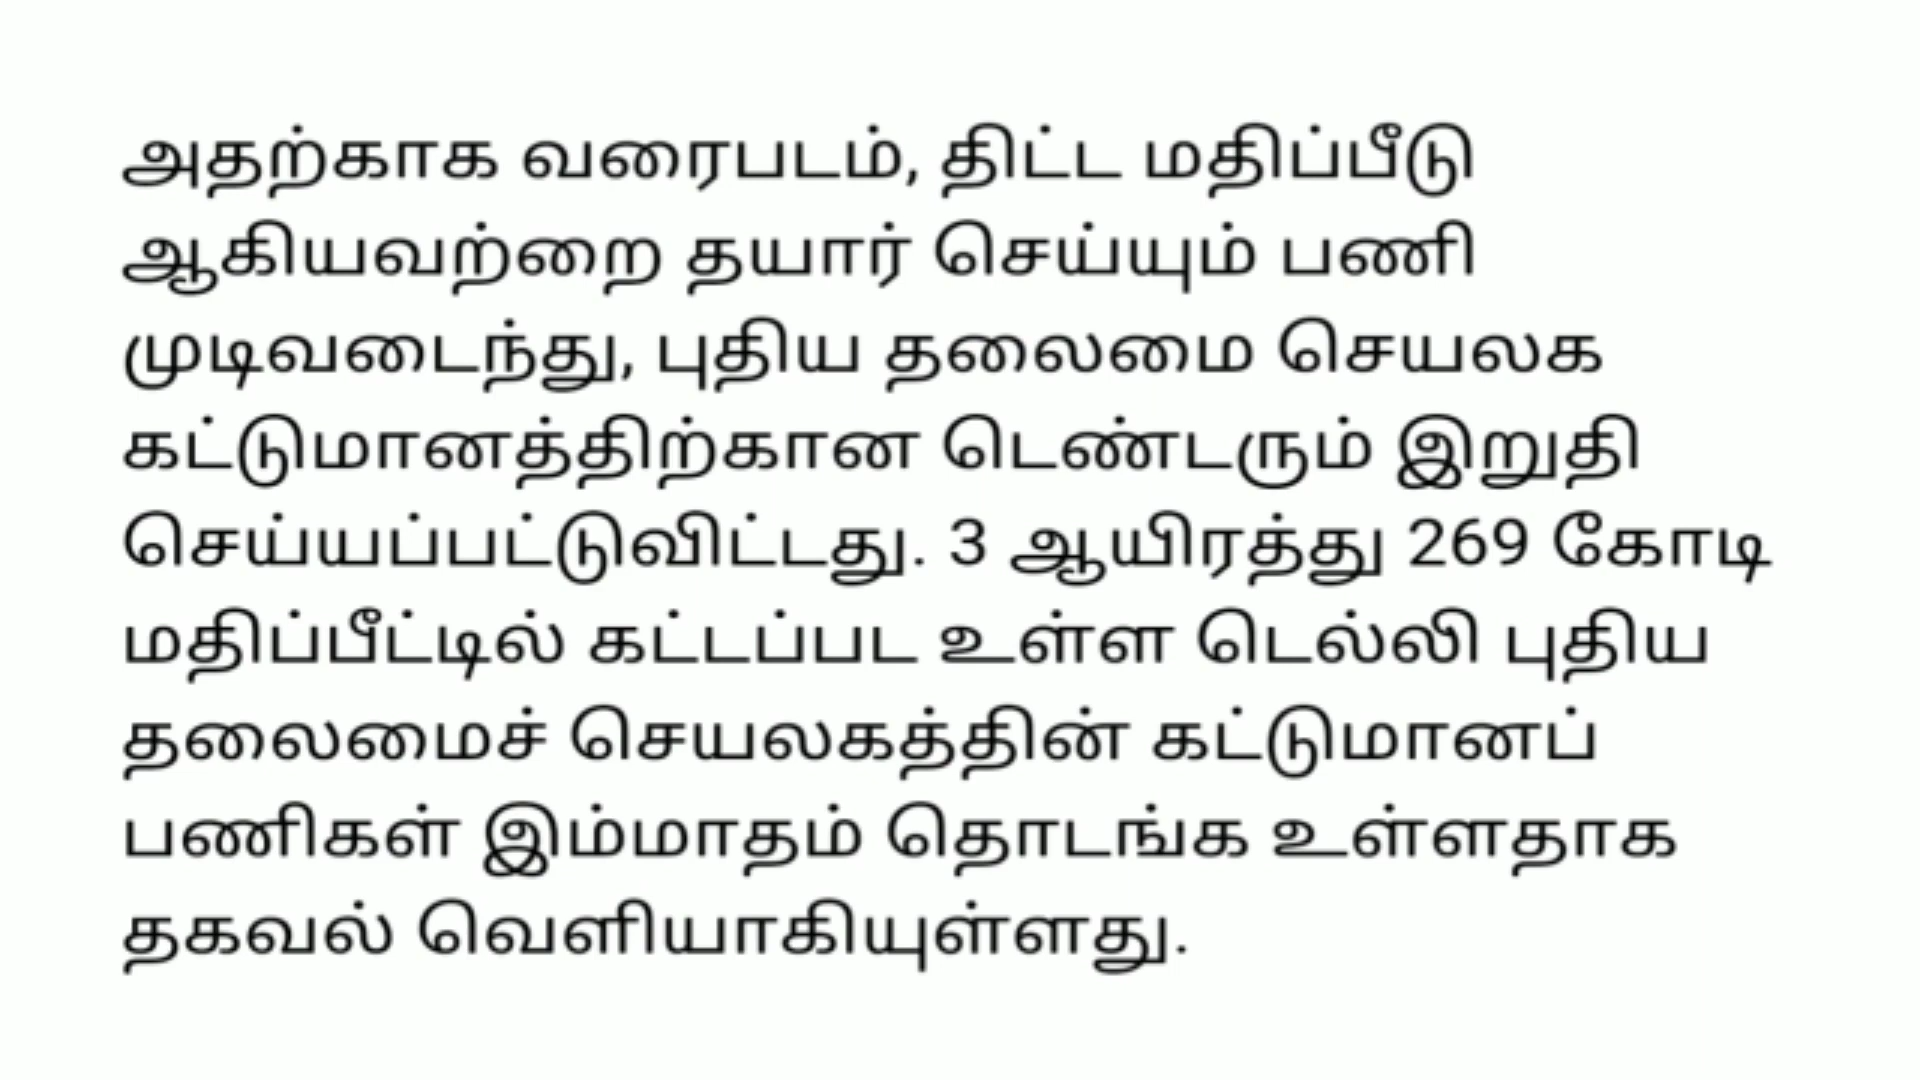 அதற்காக வரைபடம், திட்ட மதிப்பீடு
ஆகியவற்றை தயார் செய்யும் பணி
முடிவடைந்து, புதிய தலைமை செயலக
கட்டுமானத்திற்கான டெண்டரும் இறுதி
செய்யப்பட்டுவிட்டது. 3 ஆயிரத்து 269 கோடி
மதிப்பீட்டில் கட்டப்பட உள்ள டெல்லி புதிய
தலைமைச் செயலகத்தின் கட்டுமானப்
பணிகள் இம்மாதம் தொடங்க உள்ளதாக
தகவல் வெளியாகியுள்ளது.